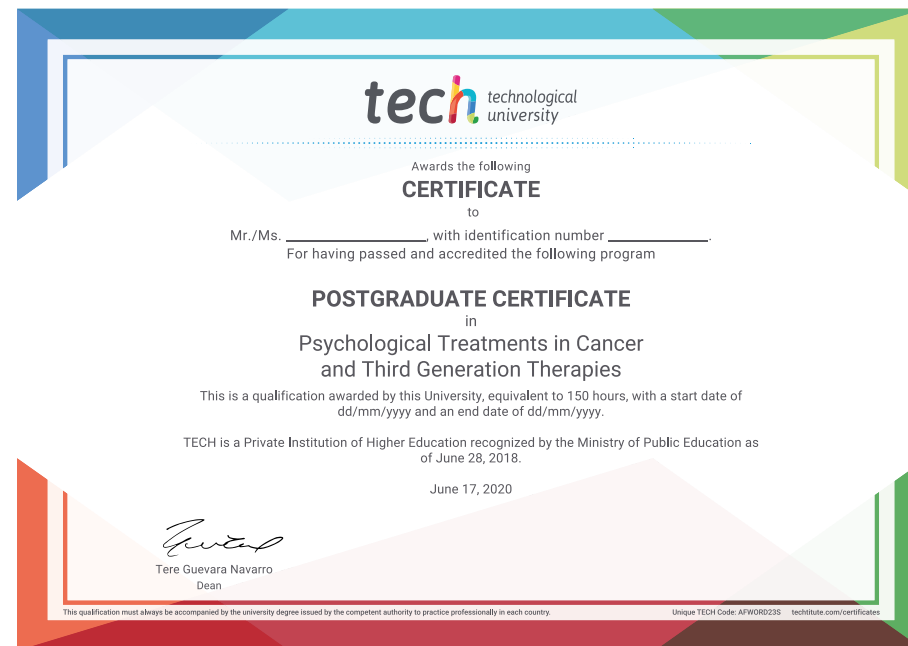 tech technological
university
Awards the following
CERTIFICATE
to
Mr./Ms. ____________________, with identification number ______________.
For having passed and accredited the following program
POSTGRADUATE CERTIFICATE
in
Psychological Treatments in Cancer
and Third Generation Therapies
This is a qualification awarded by this University, equivalent to 150 hours, with a start date of
dd/mm/yyyy and an end date of dd/mm/yyyy.
TECH is a Private Institution of Higher Education recognized by the Ministry of Public Education as
of June 28, 2018.
June 17, 2020
Tere Guevara Navarro
Dean
This qualification must always be accompanied by the university degree issued by the competent authority to practice professionally in each country. Unique TECH Code: AFWORD23S techtitute.com/certificates